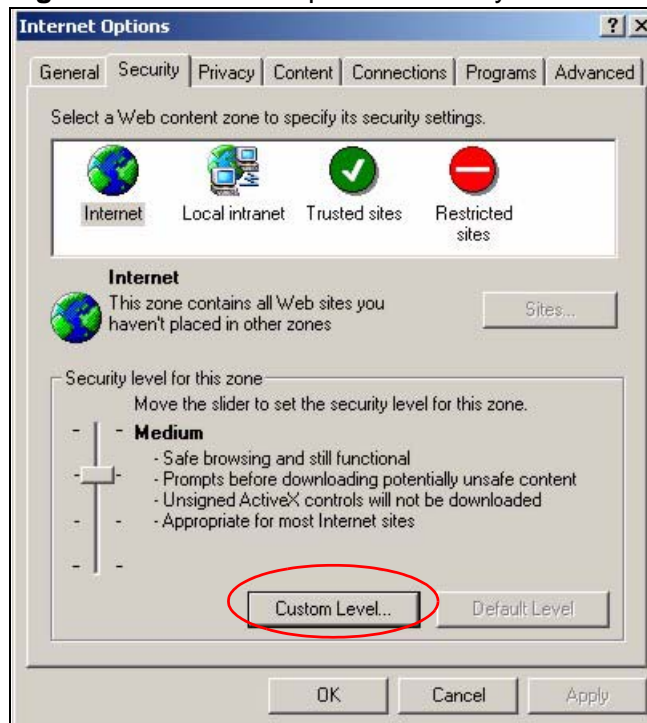 Internet Options
General Security Privacy Content Connections Programs Advanced
Select a Web content zone to specify its security settings.
Internet Local intranet Trusted sites Restricted sites
Internet
This zone contains all Web sites you
haven't placed in other zones
Sites...
Security level for this zone
Move the slider to set the security level for this zone.
Medium
- Safe browsing and still functional
- Prompts before downloading potentially unsafe content
- Unsigned ActiveX controls will not be downloaded
- Appropriate for most Internet sites
Custom Level... Default Level
OK Cancel Apply